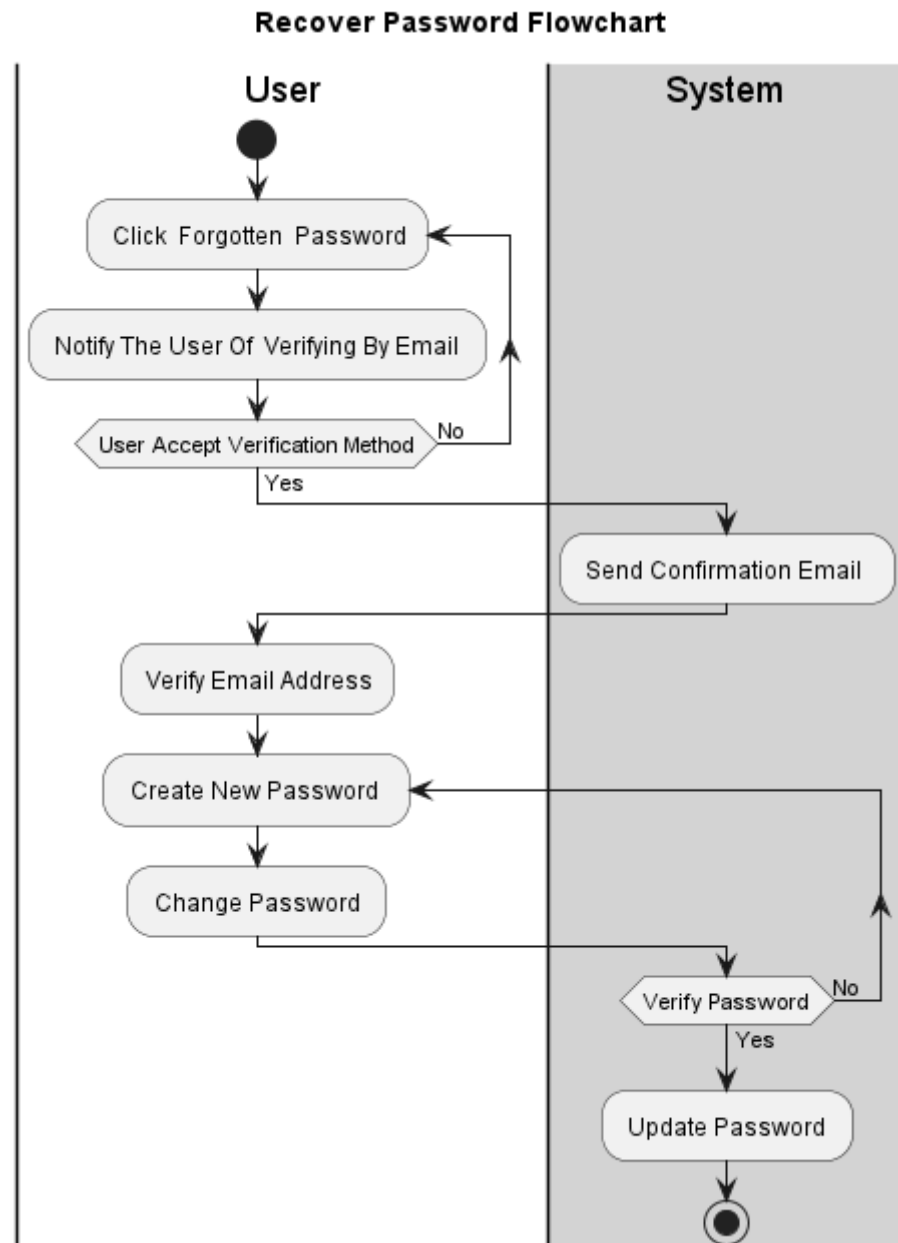 Recover Password Flowchart
User
System
Click Forgotten Password
Notify The User Of Verifying By Email
User Accept Verification Method
No
Yes
Send Confirmation Email
Verify Email Address
Create New Password
Change Password
Verify Password
No
Yes
Update Password